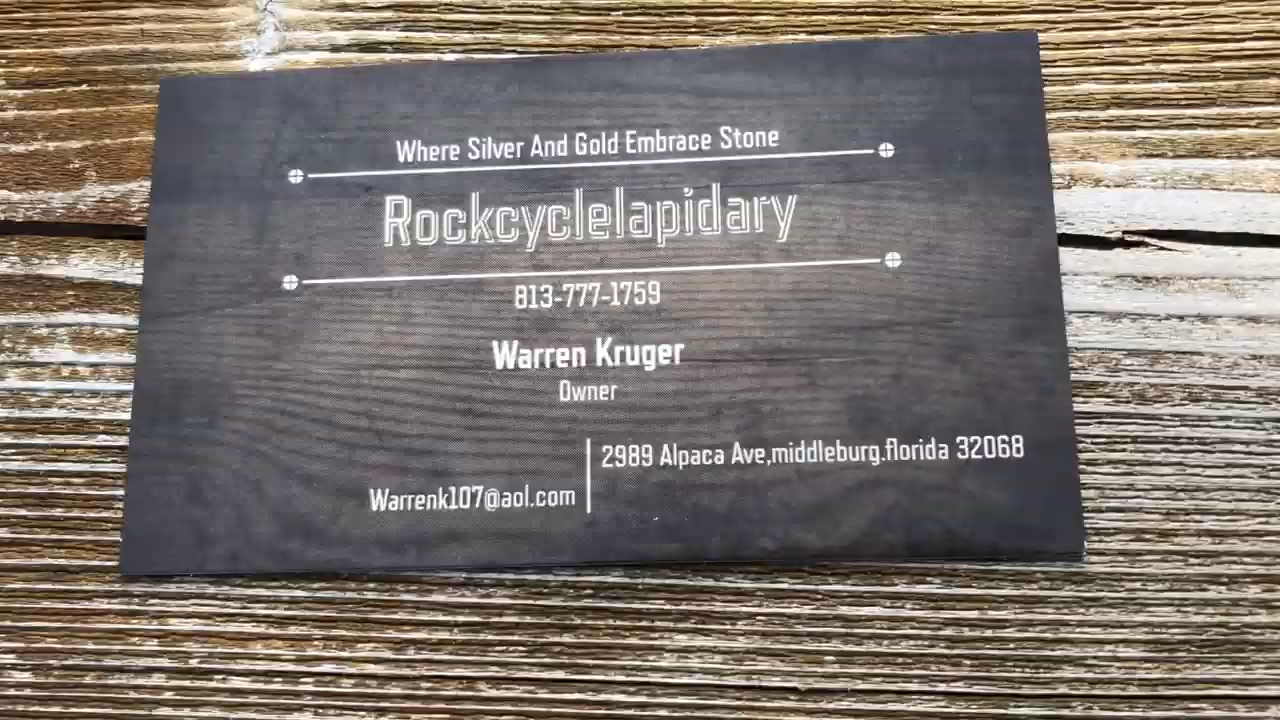 Where Silver And Gold Embrace Stone
Rockcyclelapidary
813-777-1759
Warren Kruger
Owner
2989 Alpaca Ave,middleburg.florida 32068
Warrenk107@aol.com